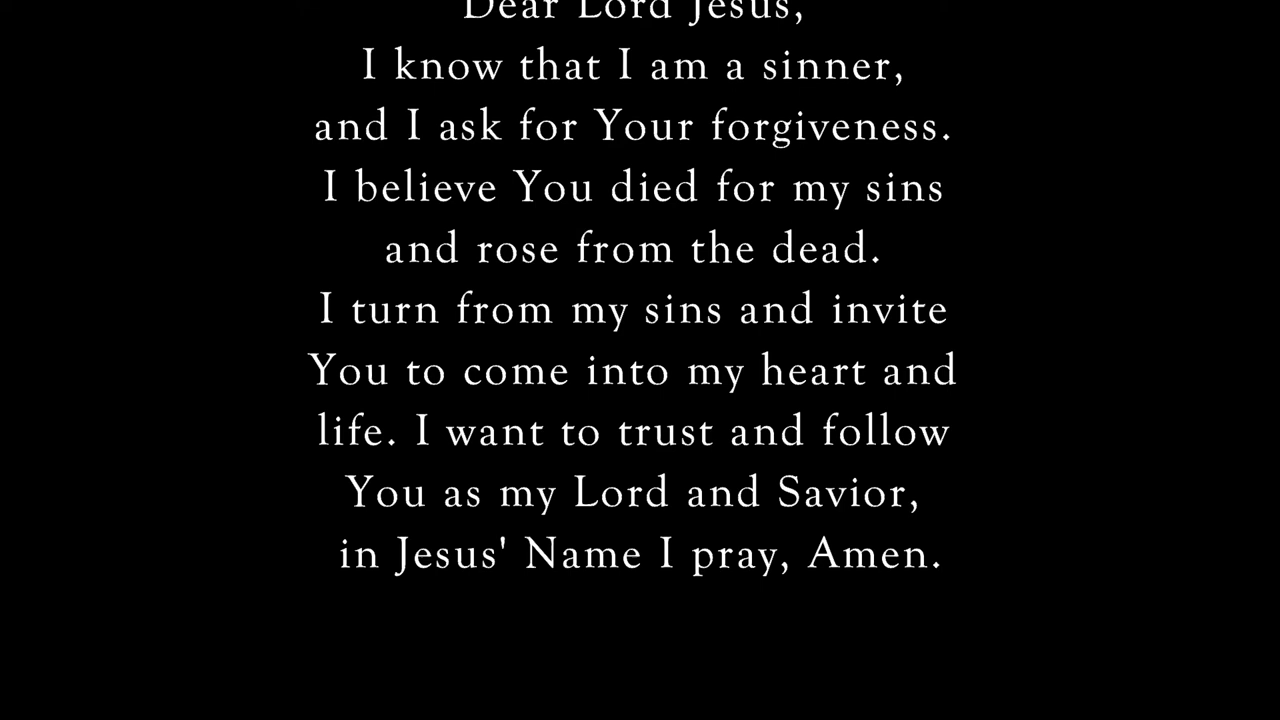 Dear Lord Jesus,
I know that I am a sinner,
and I ask for Your forgiveness.
I believe You died for my sins
and rose from the dead.
I turn from my sins and invite
You to come into my heart and
life. I want to trust and follow
You as my Lord and Savior,
in Jesus' Name I pray, Amen.